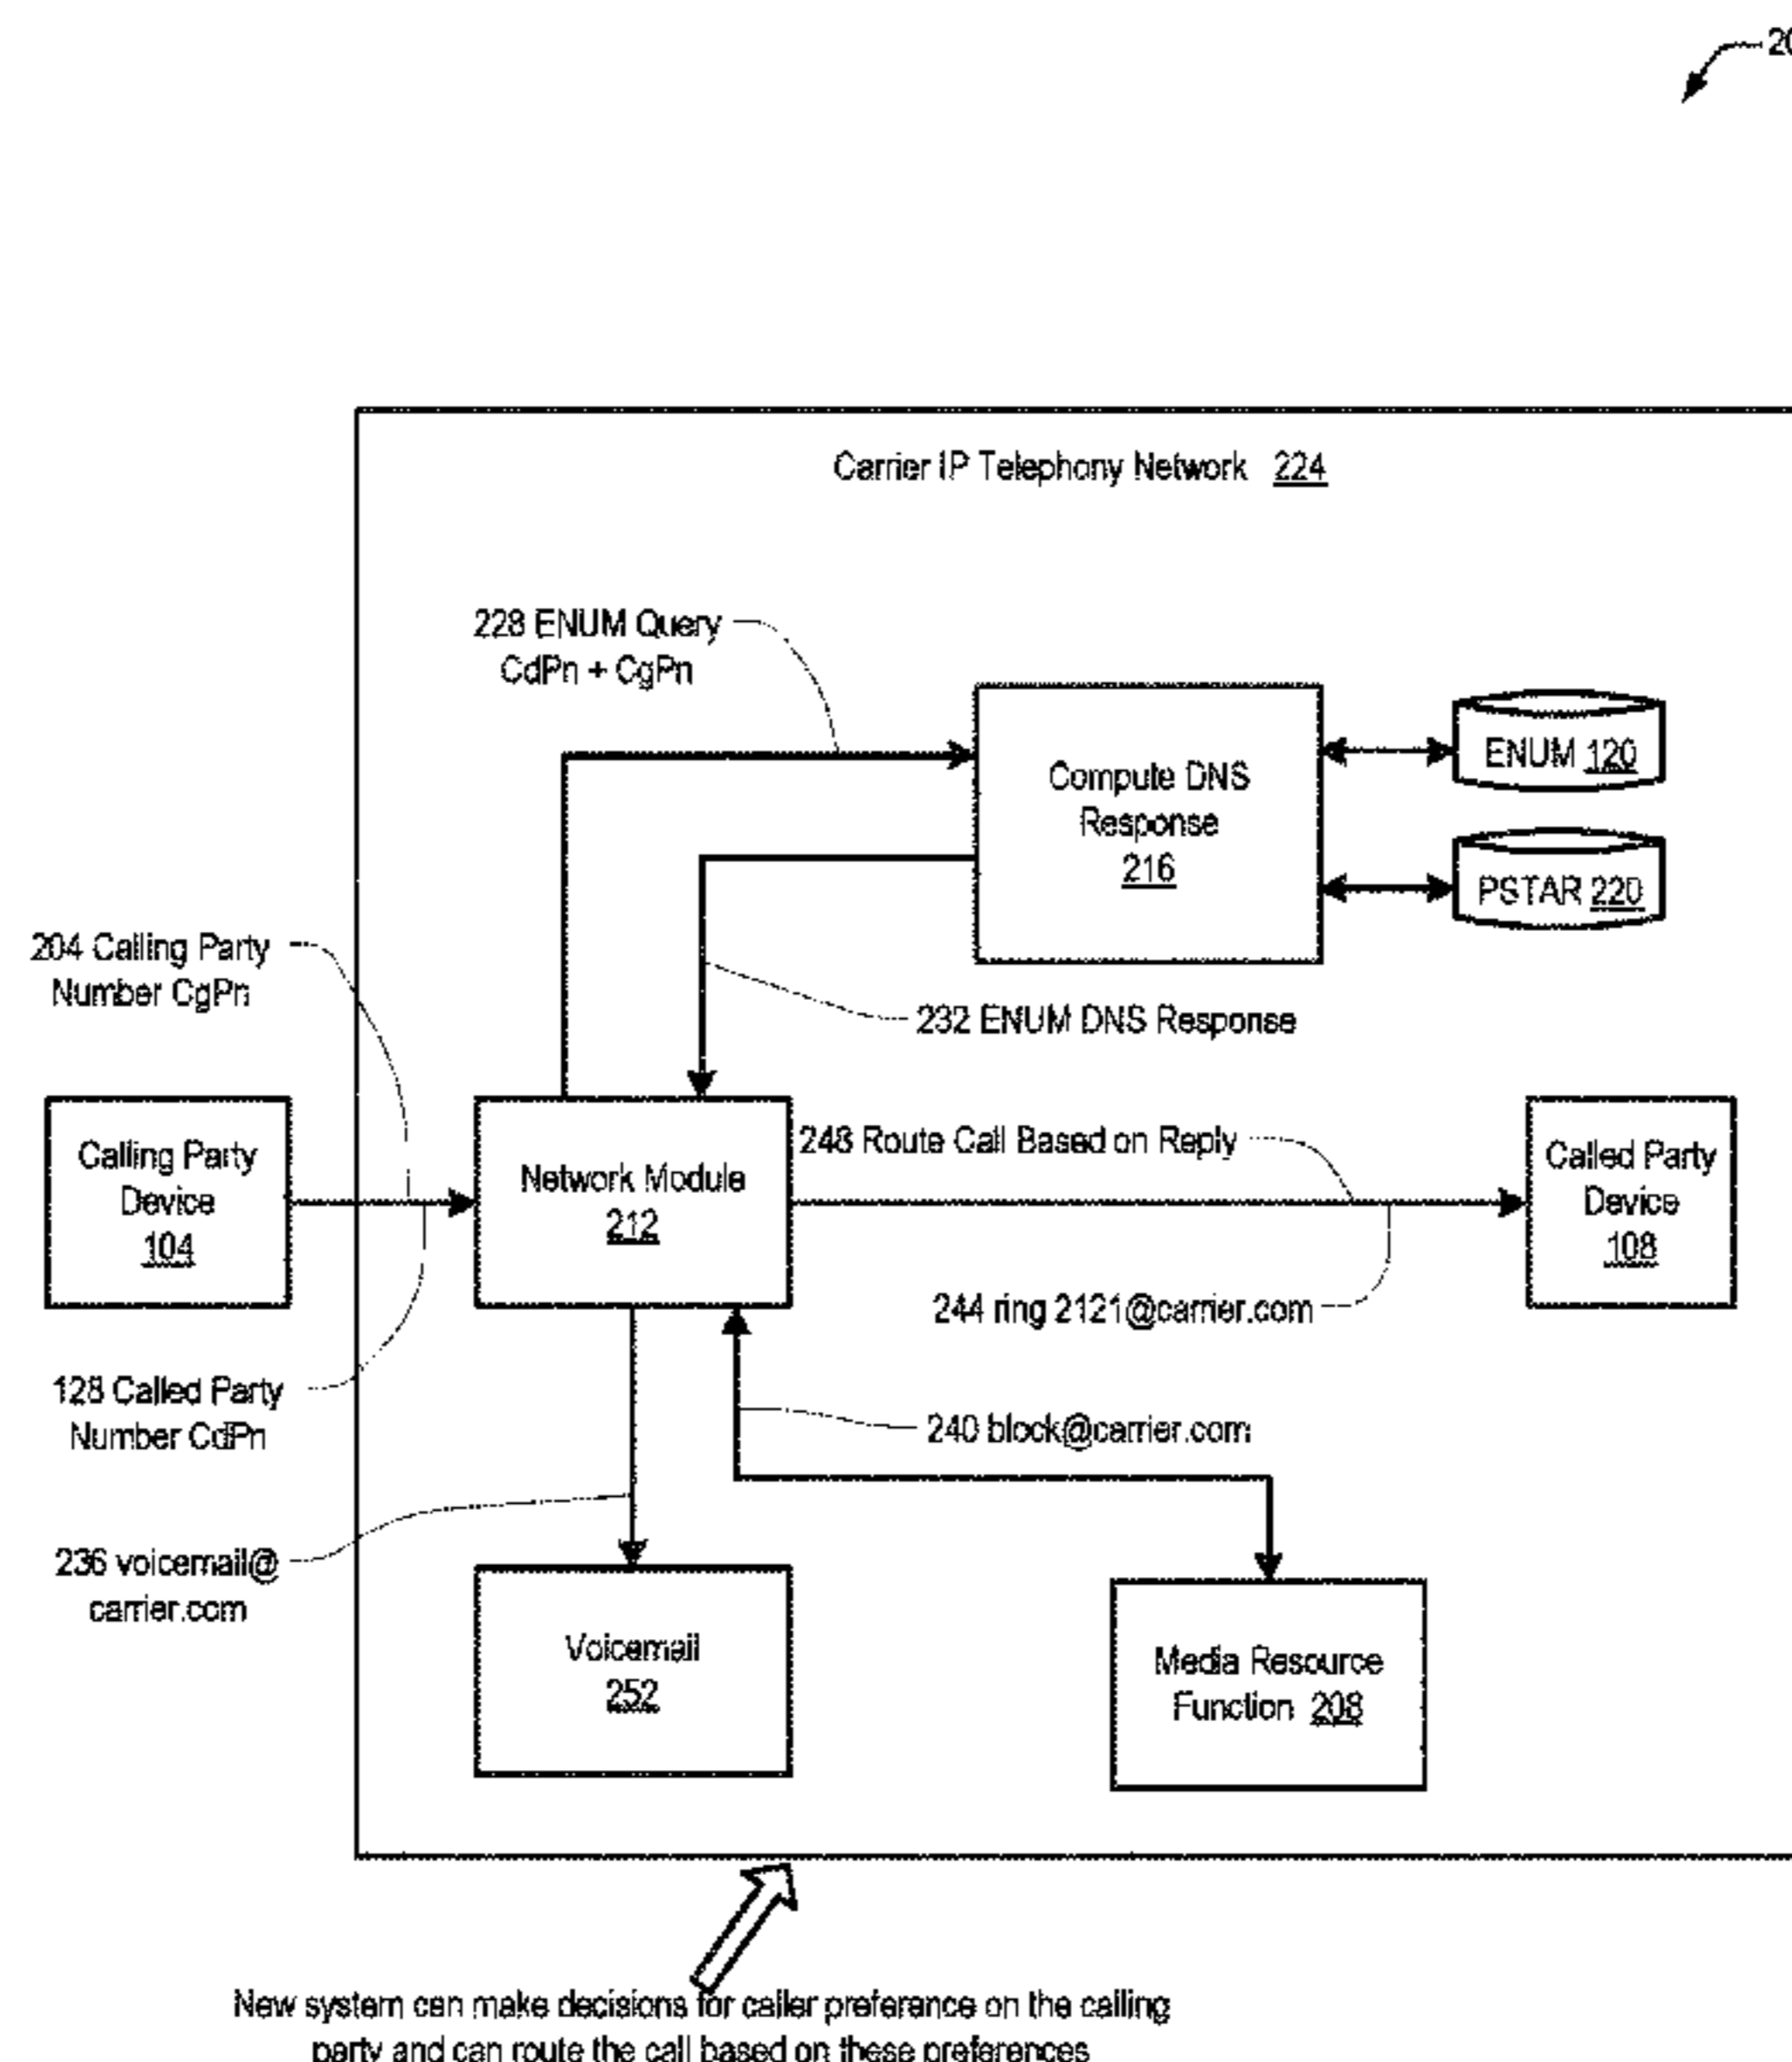 20
Carrier IP Telephony Network 224
228 ENUM Query
CdPn + CgPn
Compute DNS
Response
216
ENUM 120
PSTAR 220
204 Calling Party
Number CgPn
232 ENUM DNS Response
Calling Party
Device
104
Network Module
212
248 Route Call Based on Reply
Called Party
Device
108
244 ring 2121@carrier.com
128 Called Party
Number CdPn
240 block@carrier.com
236 voicemail@
carrier.com
Voicemail
252
Media Resource
Function 208
New system can make decisions for caller preference on the calling
party and can route the call based on these preferences